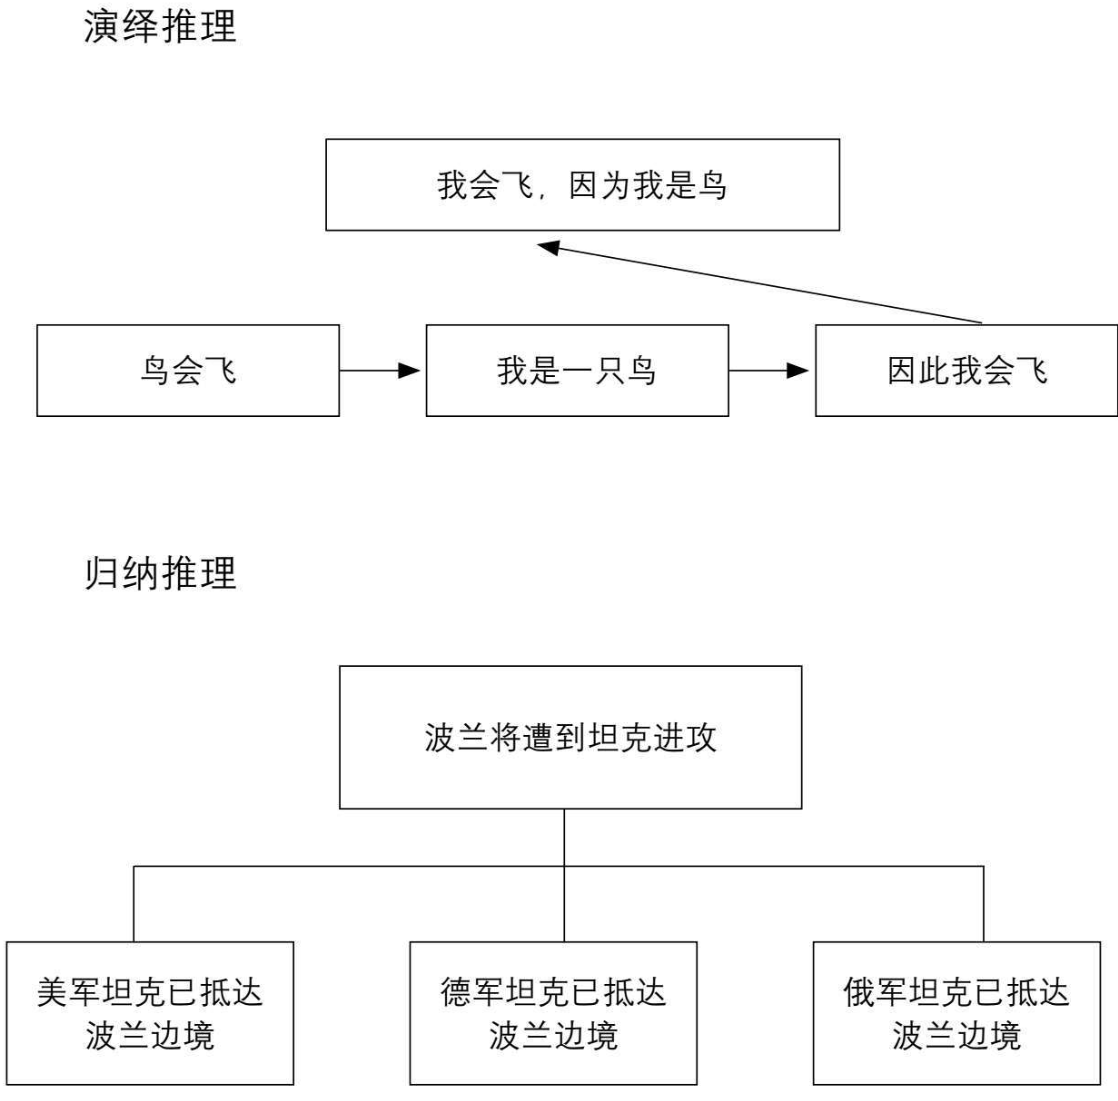 演绎推理
我会飞，因为我是鸟
鸟会飞
我是一只鸟
因此我会飞
归纳推理
波兰将遭到坦克进攻
美军坦克已抵达
波兰边境
德军坦克已抵达
波兰边境
俄军坦克已抵达
波兰边境